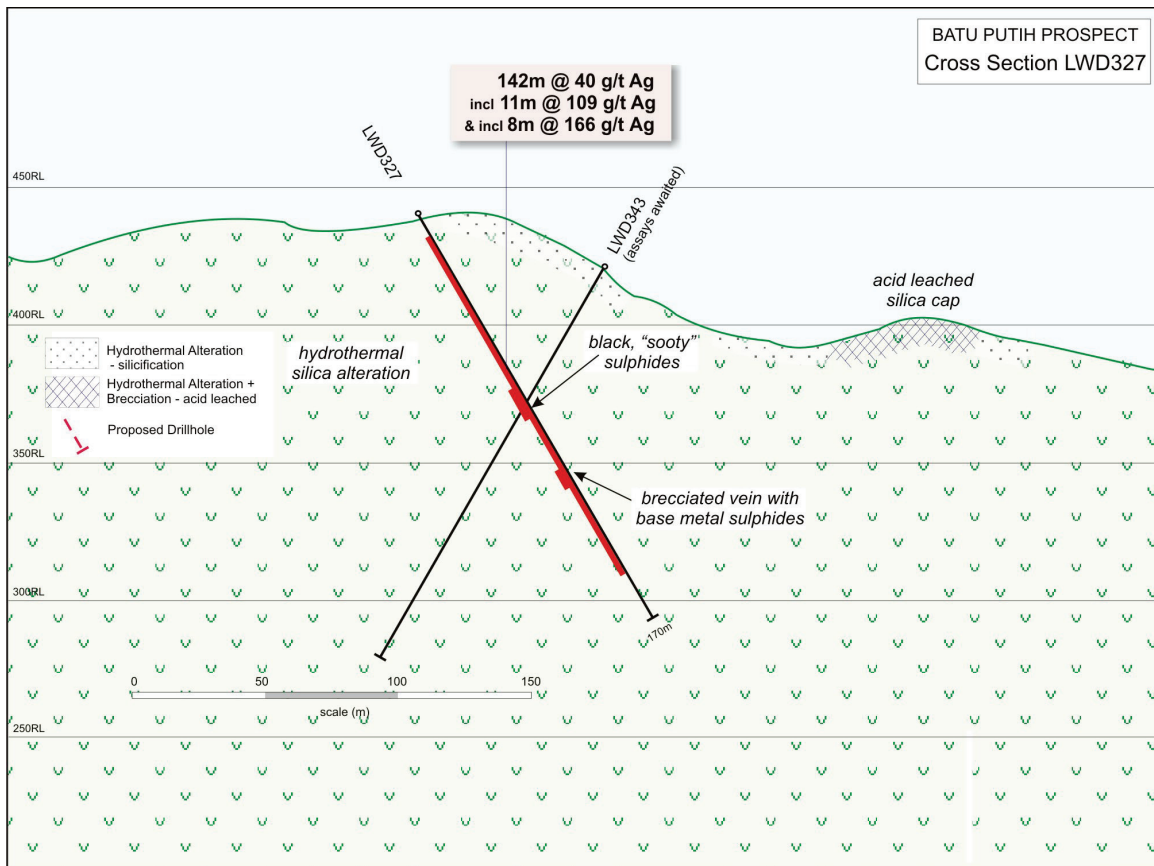 BATU PUTIH PROSPECT
Cross Section LWD327
142m @ 40 g/t Ag
incl 11m @ 109 g/t Ag
& incl 8m @ 166 g/t Ag
LWD327
LWD343
(assays awaited)
450RL
acid leached
silica cap
400RL
black, “sooty”
sulphides
hydrothermal
silica alteration
Hydrothermal Alteration
- silicification
Hydrothermal Alteration +
Brecciation - acid leached
Proposed Drillhole
350RL
brecciated vein with
base metal sulphides
300RL
170m
0 50 100 150
scale (m)
250RL